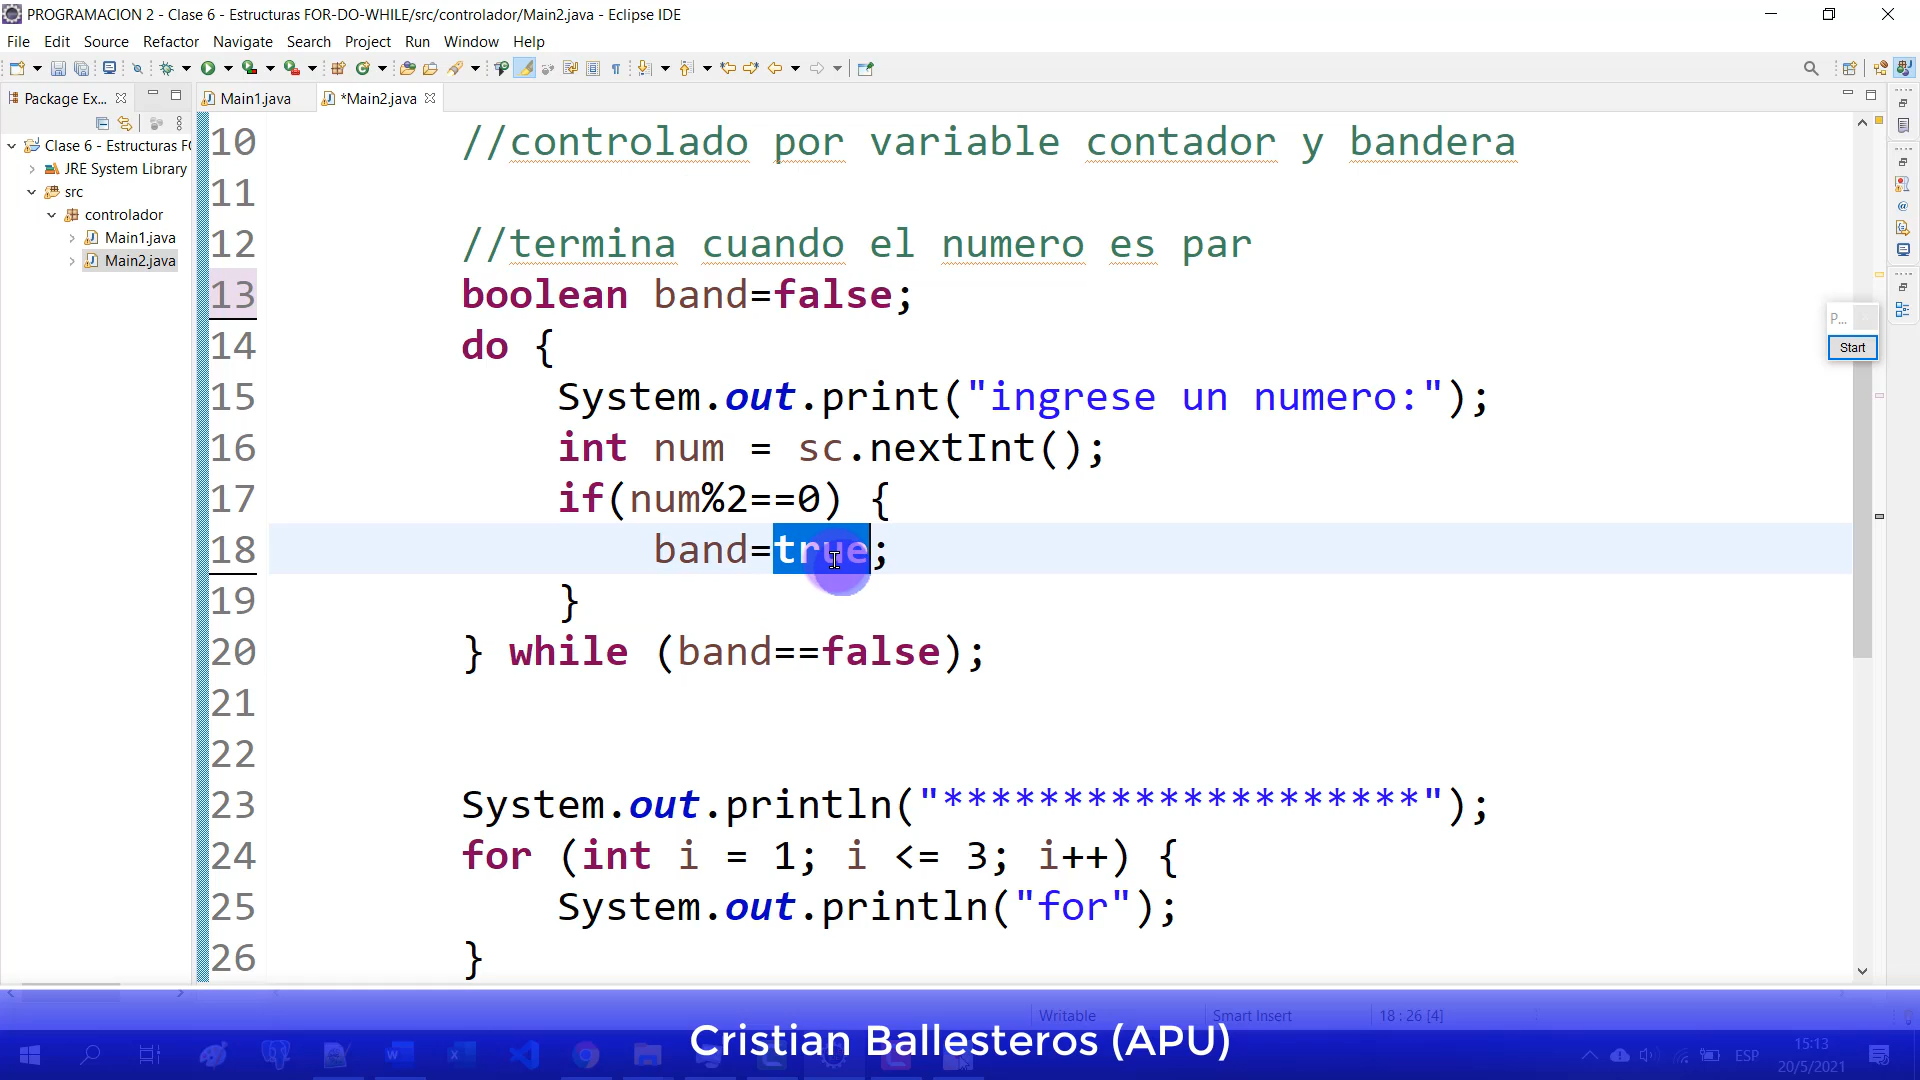 PROGRAMACION 2 - Clase 6 - Estructuras FOR-DO-WHILE/src/controlador/Main2.java - Eclipse IDE
File Edit Source Refactor Navigate Search Project Run Window Help
Package Ex... Main1.java *Main2.java
Clase 6 - Estructuras F
JRE System Library
src
controlador
Main1.java
Main2.java
10 //controlado por variable contador y bandera
11
12 //termina cuando el numero es par
13 boolean band=false;
14 do {
15 System.out.print("ingrese un numero:");
16 int num = sc.nextInt();
17 if(num%2==0) {
18 band=true;
19 }
20 } while (band==false);
21
22
23 System.out.println("********************");
24 for (int i = 1; i <= 3; i++) {
25 System.out.println("for");
26 }
P...
Start
Writable Smart Insert 18 : 26 [4]
Cristian Ballesteros (APU)
ESP
15:13
20/5/2021